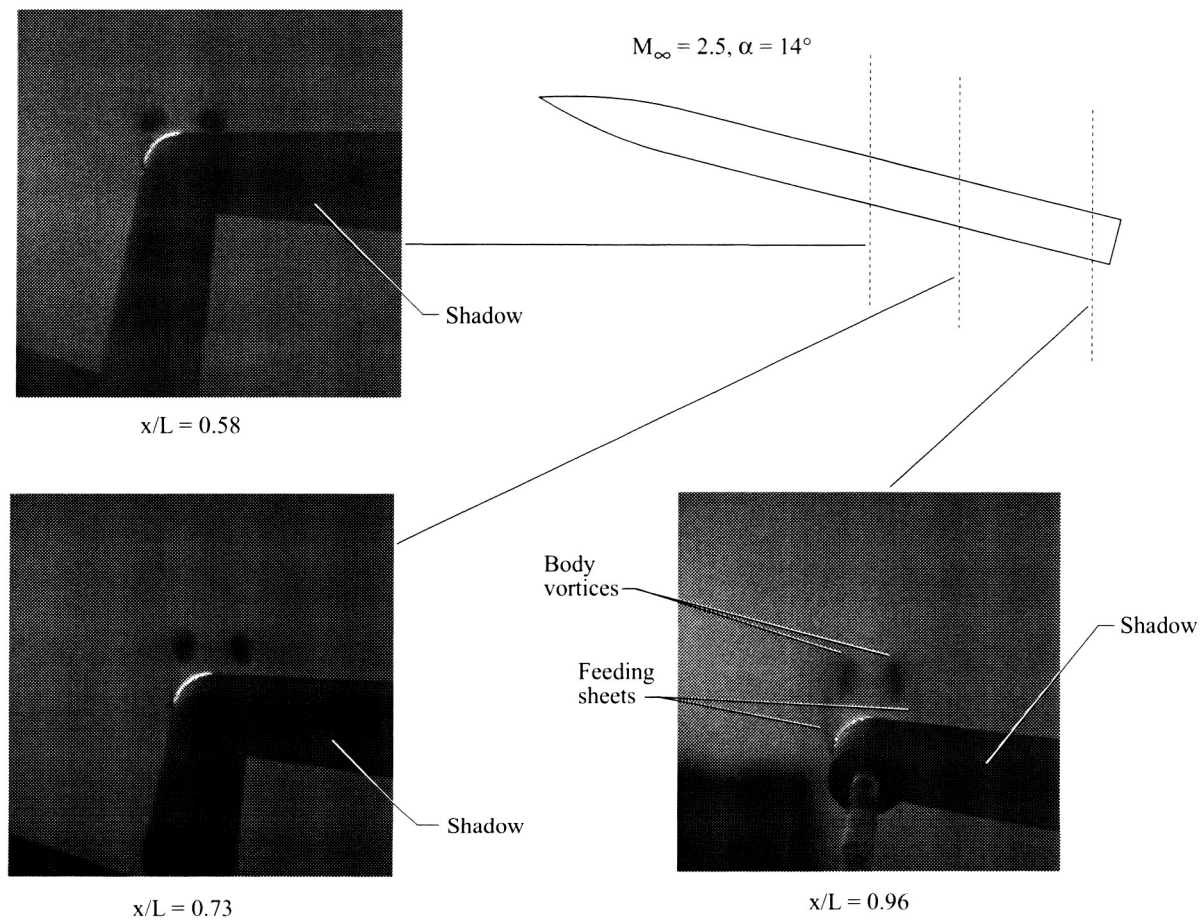 M∞ = 2.5, α = 14°
Shadow
x/L = 0.58
Body
vortices
Feeding
sheets
Shadow
Shadow
x/L = 0.73
x/L = 0.96